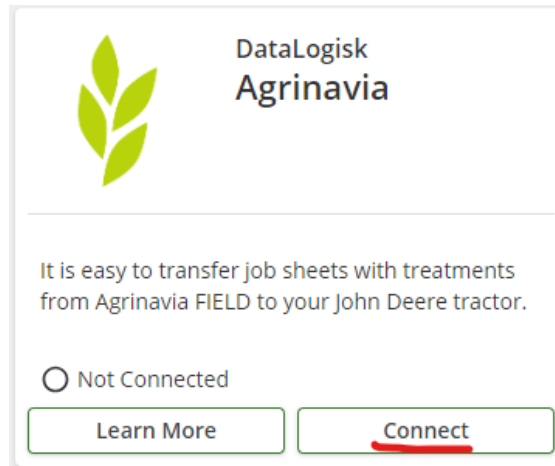 DataLogisk
Agrinavia
It is easy to transfer job sheets with treatments
from Agrinavia FIELD to your John Deere tractor.
Not Connected
Learn More
Connect